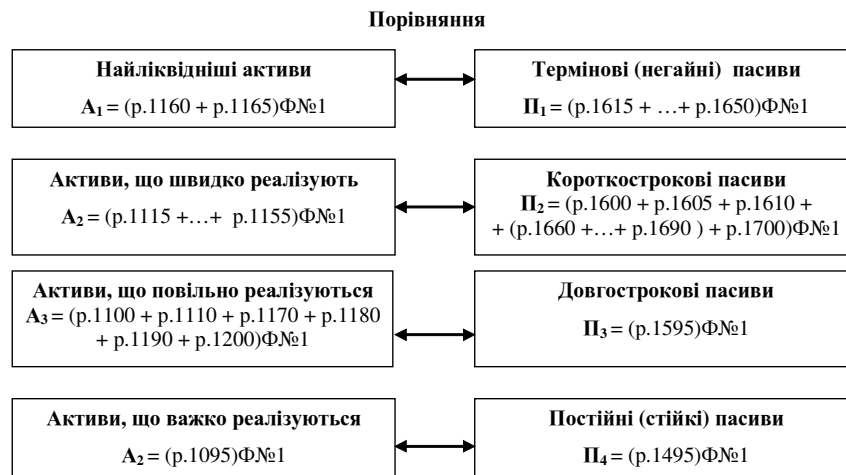 Порівняння
Найліквідніші активи
А₁ = (р.1160 + р.1165)Ф№1
Термінові (негайні) пасиви
П₁ = (р.1615 + …+ р.1650)Ф№1
Активи, що швидко реалізують
А₂ = (р.1115 +…+ р.1155)Ф№1
Короткострокові пасиви
П₂ = (р.1600 + р.1605 + р.1610 +
+ (р.1660 +…+ р.1690 ) + р.1700)Ф№1
Активи, що повільно реалізуються
А₃ = (р.1100 + р.1110 + р.1170 + р.1180
+ р.1190 + р.1200)Ф№1
Довгострокові пасиви
П₃ = (р.1595)Ф№1
Активи, що важко реалізуються
А₂ = (р.1095)Ф№1
Постійні (стійкі) пасиви
П₄ = (р.1495)Ф№1